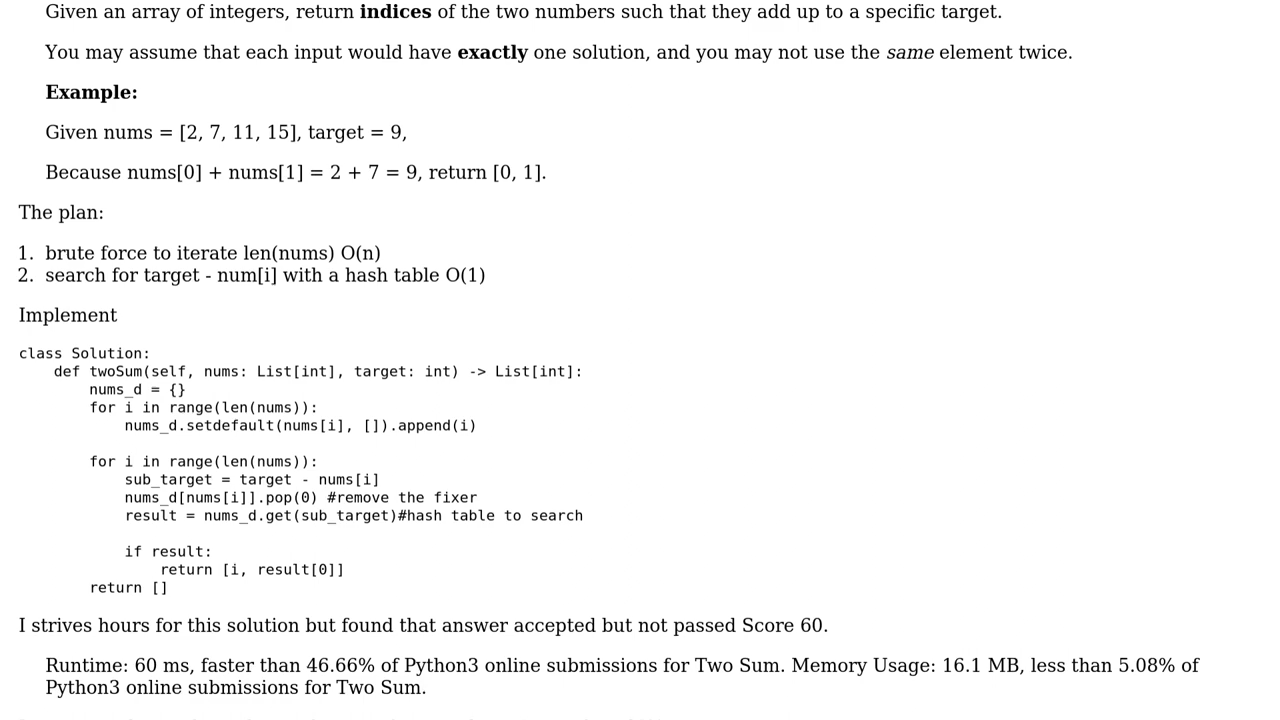 Given an array of integers, return indices of the two numbers such that they add up to a specific target.
You may assume that each input would have exactly one solution, and you may not use the same element twice.
Example:
Given nums = [2, 7, 11, 15], target = 9,
Because nums[0] + nums[1] = 2 + 7 = 9, return [0, 1].
The plan:
1. brute force to iterate len(nums) O(n)
2. search for target - num[i] with a hash table O(1)
Implement
class Solution:
    def twoSum(self, nums: List[int], target: int) -> List[int]:
        nums_d = {}
        for i in range(len(nums)):
            nums_d.setdefault(nums[i], []).append(i)
        for i in range(len(nums)):
            sub_target = target - nums[i]
            nums_d[nums[i]].pop(0) #remove the fixer
            result = nums_d.get(sub_target)#hash table to search
            if result:
                return [i, result[0]]
        return []
I strives hours for this solution but found that answer accepted but not passed Score 60.
Runtime: 60 ms, faster than 46.66% of Python3 online submissions for Two Sum. Memory Usage: 16.1 MB, less than 5.08% of
Python3 online submissions for Two Sum.